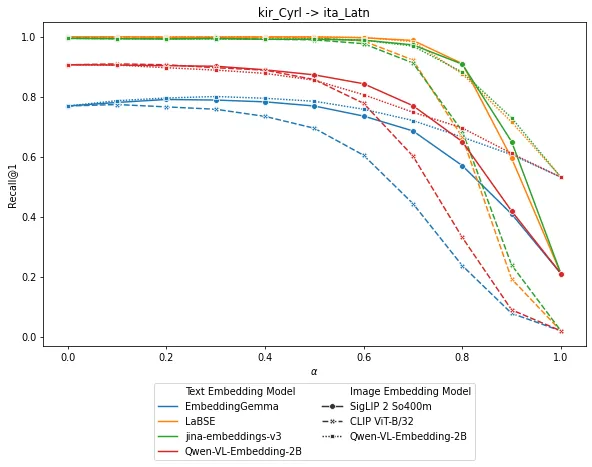 kir_Cyrl -> ita_Latn
Recall@1
1.0
0.8
0.6
0.4
0.2
0.0
0.0 0.2 0.4 0.6 0.8 1.0
α
Text Embedding Model
EmbeddingGemma
LaBSE
jina-embeddings-v3
Qwen-VL-Embedding-2B
Image Embedding Model
SigLIP 2 So400m
CLIP ViT-B/32
Qwen-VL-Embedding-2B